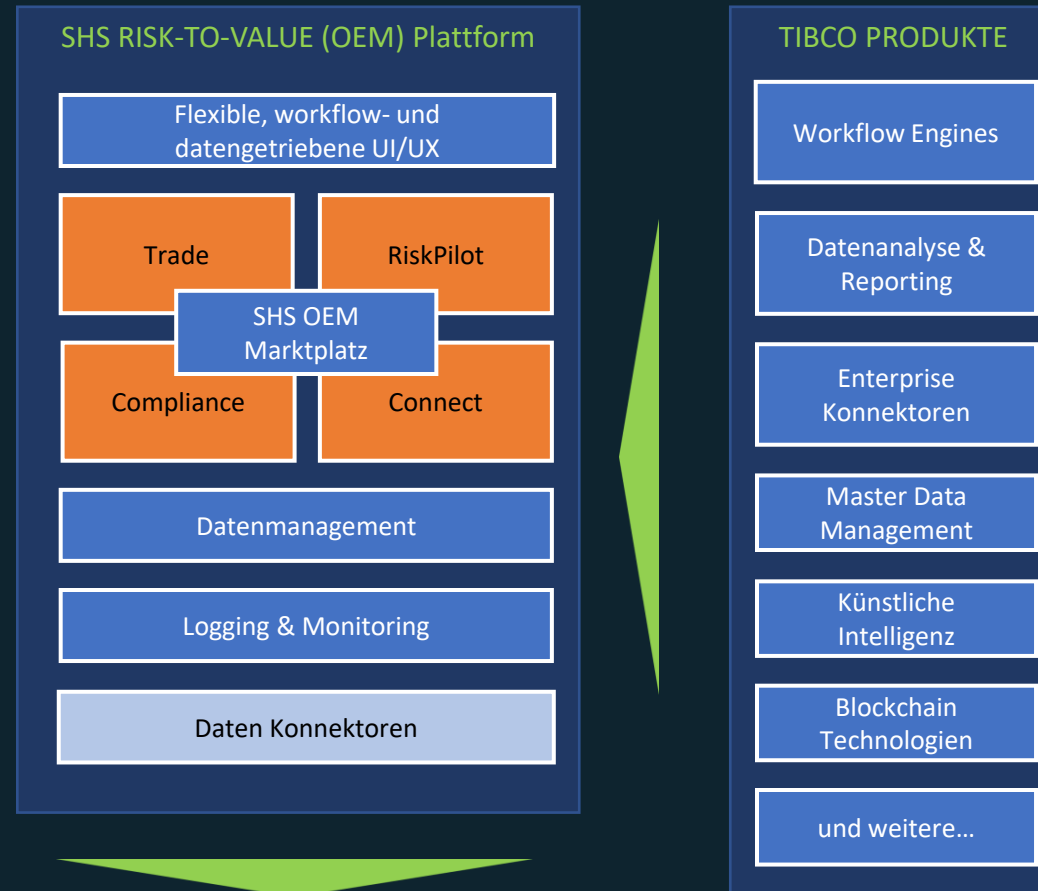 SHS RISK-TO-VALUE (OEM) Plattform
Flexible, workflow- und
datengetriebene UI/UX
Trade
RiskPilot
SHS OEM
Marktplatz
Compliance
Connect
Datenmanagement
Logging & Monitoring
Daten Konnektoren
TIBCO PRODUKTE
Workflow Engines
Datenanalyse &
Reporting
Enterprise
Konnektoren
Master Data
Management
Künstliche
Intelligenz
Blockchain
Technologien
und weitere...